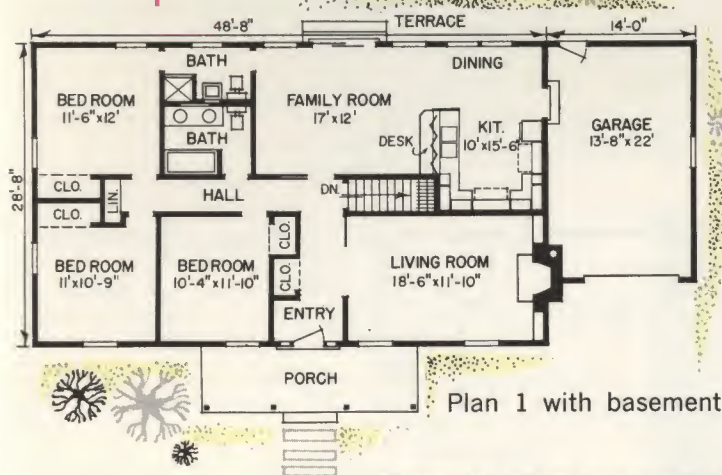 48'-8"
TERRACE
14'-0"
BATH
DINING
BED ROOM
11'-6"x12'
FAMILY ROOM
17'x12'
GARAGE
13'-8"x 22'
BATH
DESK
KIT.
10'x15'-6"
28'-8"
CLO.
LIN.
HALL
DN.
CLO.
CLO.
BED ROOM
11'x10'-9"
BED ROOM
10'-4"x11'-10"
CLO.
LIVING ROOM
18'-6"x11'-10"
ENTRY
PORCH
Plan 1 with basement